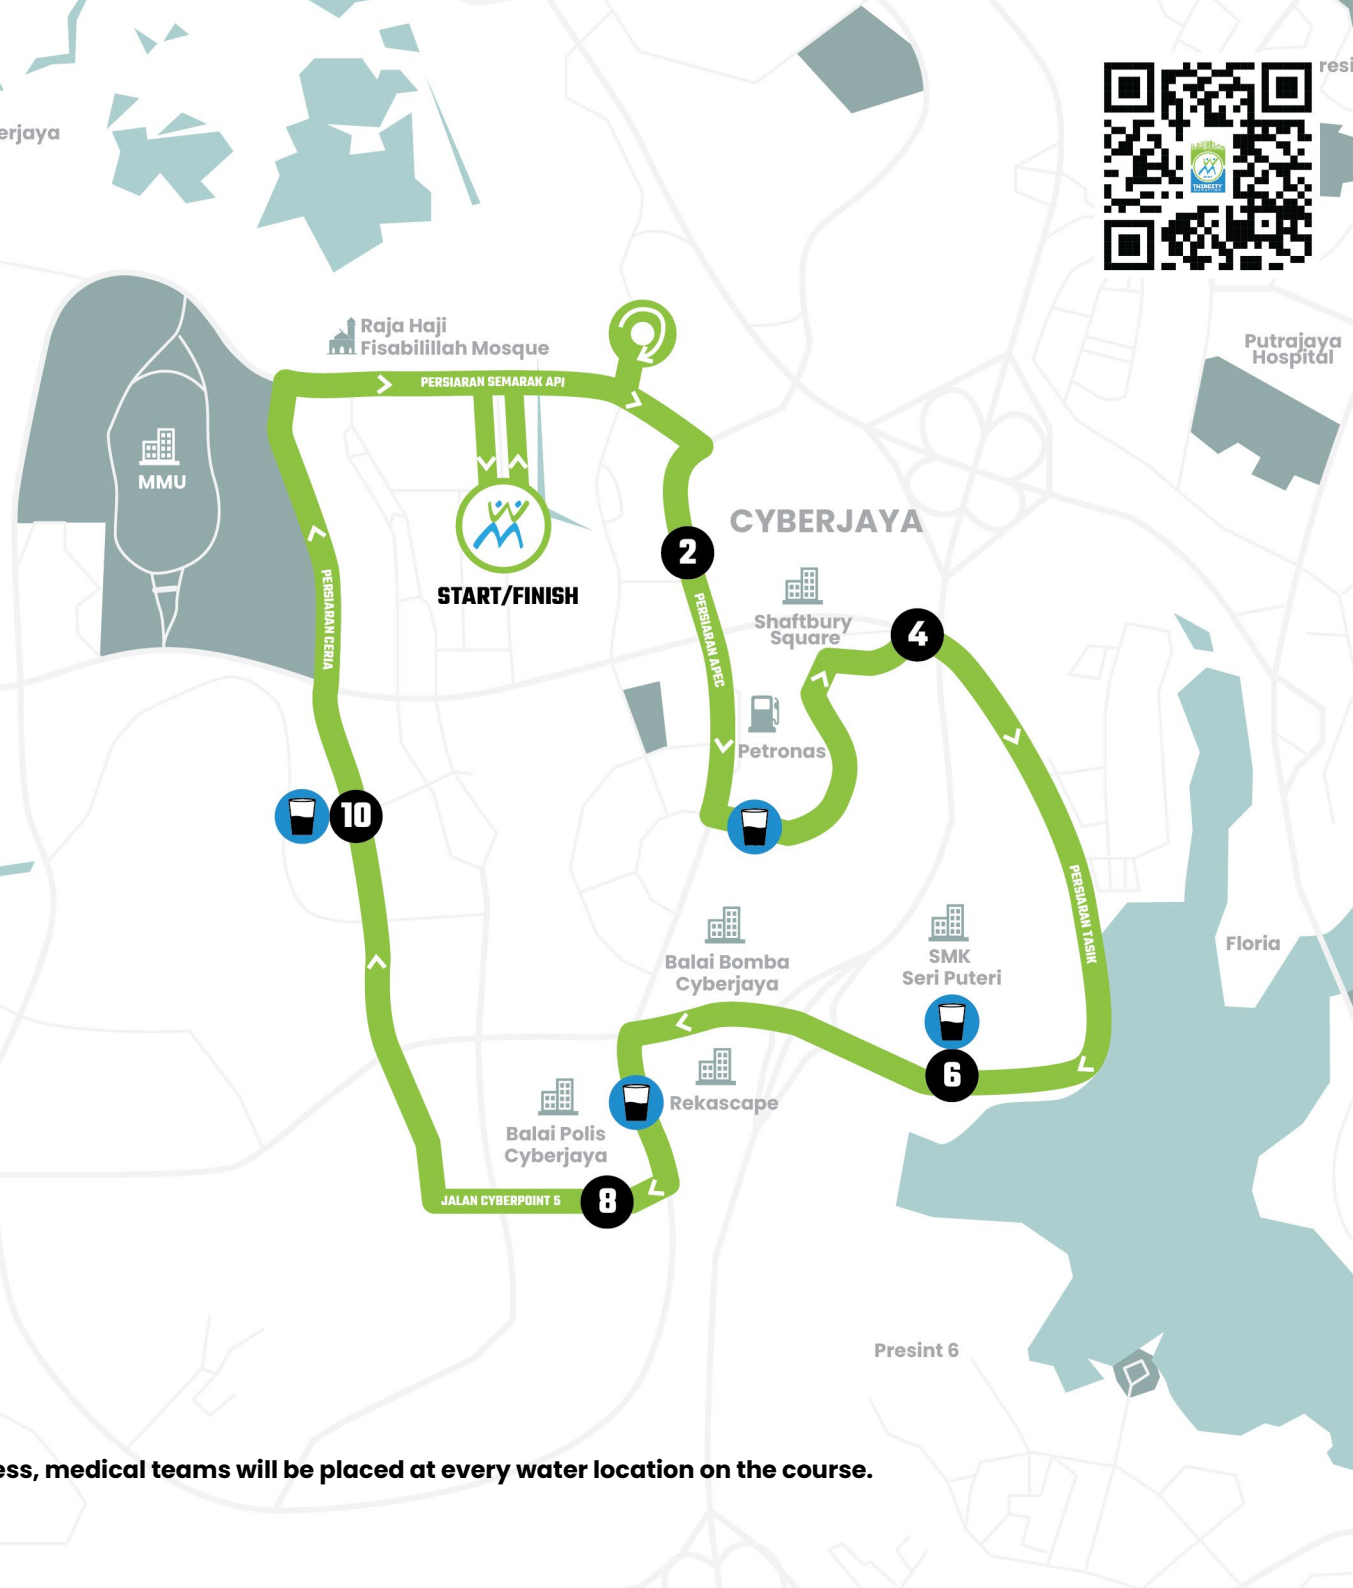 resi
erjaya
THINCITY
Raja Haji
Fisabilillah Mosque
Putrajaya
Hospital
PERSIARAN SEMARAK API
MMU
CYBERJAYA
2
START/FINISH
PERSIARAN CERIA
PERSIARAN APEC
Shaftbury
Square
4
Petronas
10
PERSIARAN TASIK
Balai Bomba
Cyberjaya
SMK
Seri Puteri
Floria
6
Rekascape
Balai Polis
Cyberjaya
JALAN CYBERPOINT 5
8
Presint 6
ess, medical teams will be placed at every water location on the course.